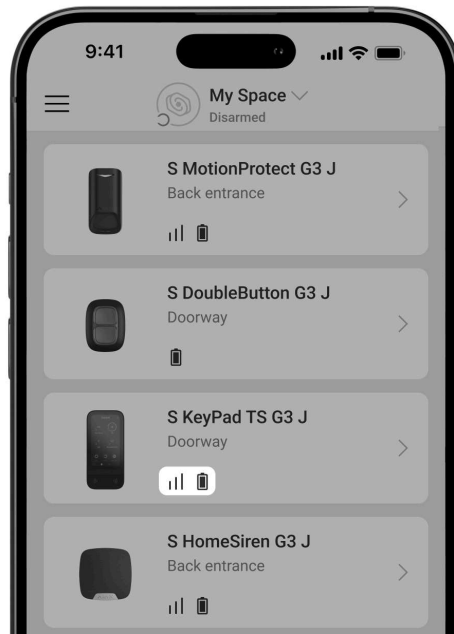 9:41
My Space
Disarmed
S MotionProtect G3 J
Back entrance
S DoubleButton G3 J
Doorway
S KeyPad TS G3 J
Doorway
S HomeSiren G3 J
Back entrance